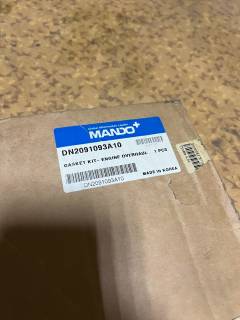 MANDO
DN2091093A10
GASKET KIT- ENGINE OVERHAUL 1 PCS
MADE IN KOREA
DN2091093A10